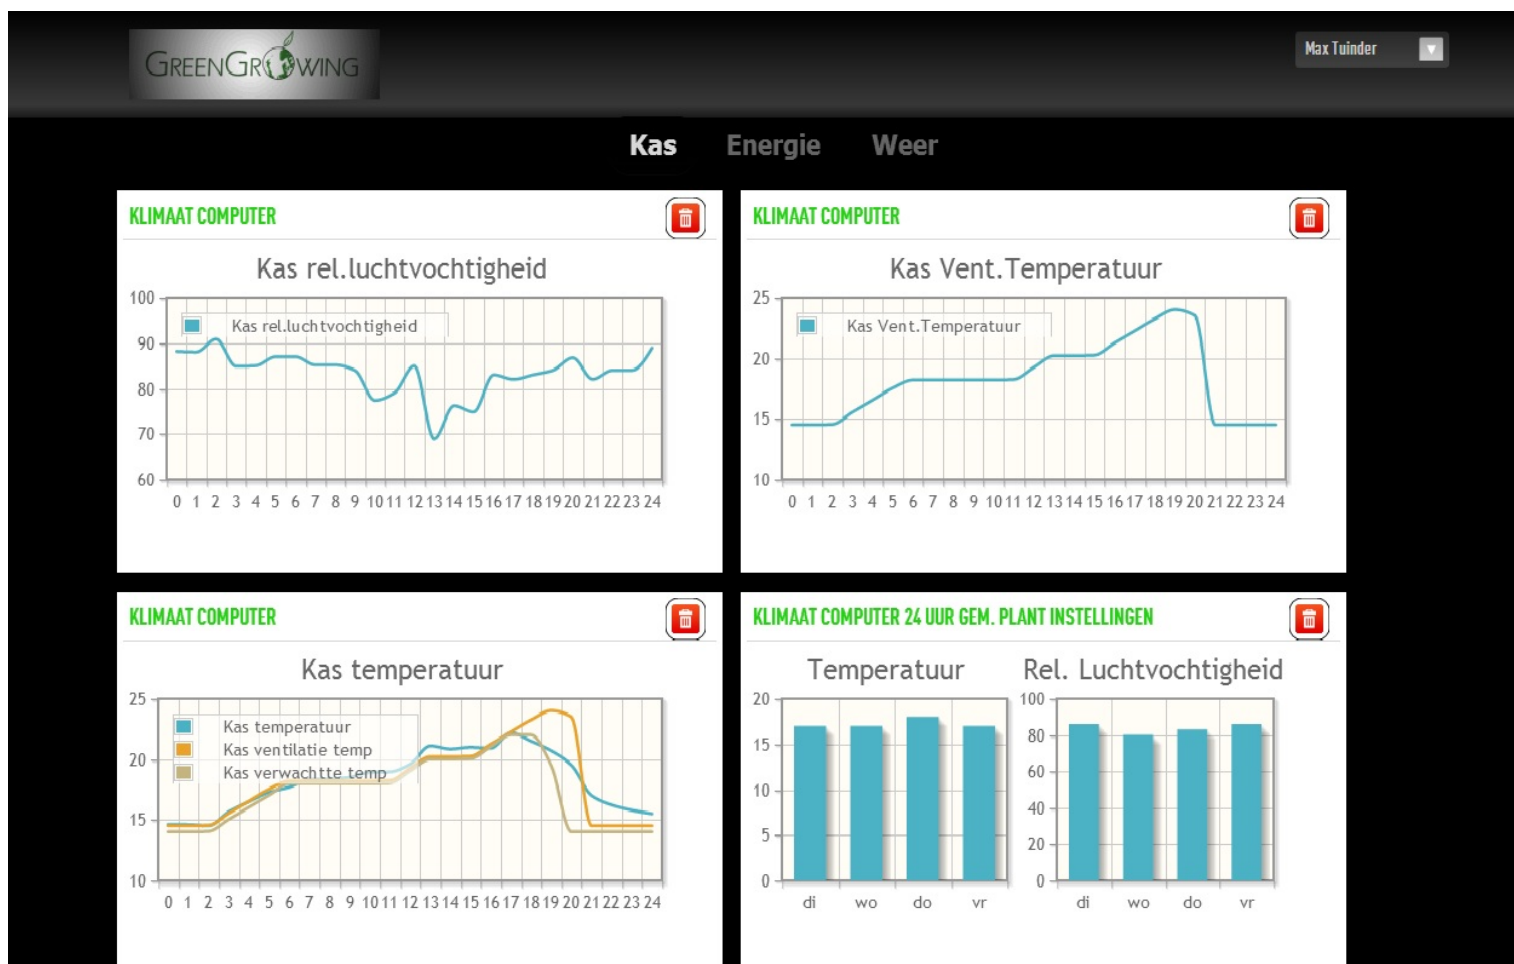 GREENGROWING
Max Tuinder
Kas Energie Weer
KLIMAAT COMPUTER
Kas rel.luchtvochtigheid
100
90
80
70
60
Kas rel.luchtvochtigheid
0 1 2 3 4 5 6 7 8 9 10 11 12 13 14 15 16 17 18 19 20 21 22 23 24
KLIMAAT COMPUTER
Kas Vent.Temperatuur
25
20
15
10
Kas Vent.Temperatuur
0 1 2 3 4 5 6 7 8 9 10 11 12 13 14 15 16 17 18 19 20 21 22 23 24
KLIMAAT COMPUTER
Kas temperatuur
25
20
15
10
Kas temperatuur
Kas ventilatie temp
Kas verwachtte temp
0 1 2 3 4 5 6 7 8 9 10 11 12 13 14 15 16 17 18 19 20 21 22 23 24
KLIMAAT COMPUTER 24 UUR GEM. PLANT INSTELLINGEN
Temperatuur
20
15
10
5
0
di wo do vr
Rel. Luchtvochtigheid
100
80
60
40
20
0
di wo do vr